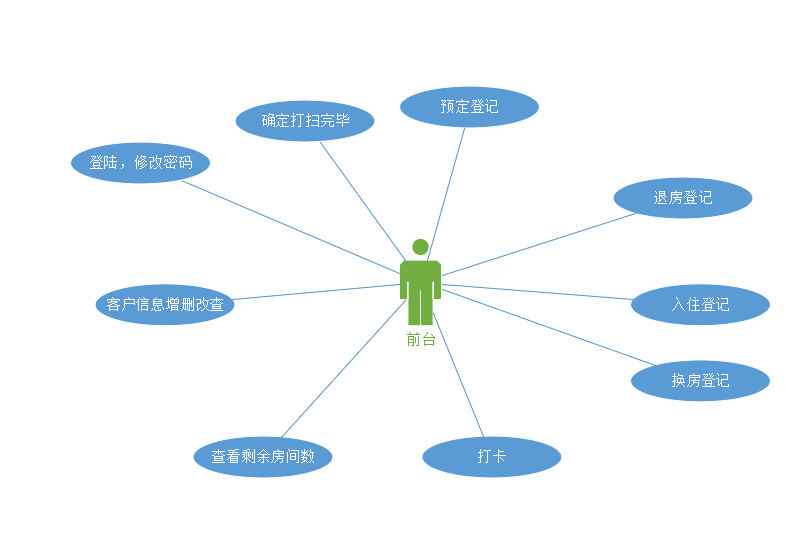 预定登记
确定打扫完毕
登陆，修改密码
退房登记
客户信息增删改查
入住登记
前台
换房登记
查看剩余房间数
打卡